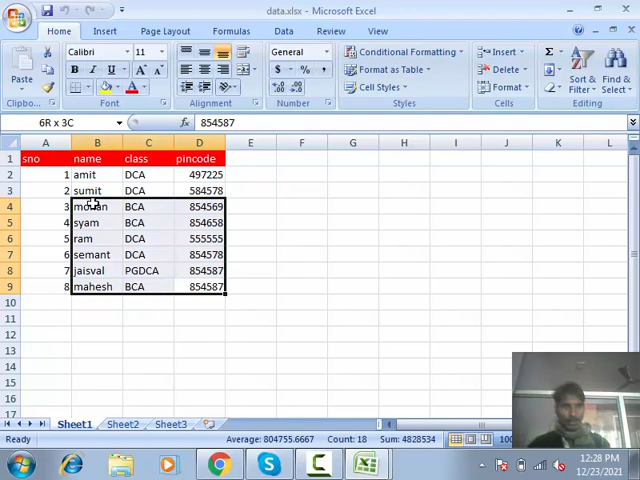 data.xlsx - Microsoft Excel
Home Insert Page Layout Formulas Data Review View
Paste
Calibri 11
B I U A A
General
$ % ,
Conditional Formatting
Format as Table
Cell Styles
Insert
Delete
Format
Σ
Sort & Filter
Find & Select
Clipboard... Font Alignment Number Styles Cells Editing
6R x 3C fx 854587
A B C D E F G H I J K L
1 sno name class pincode
2 1 amit DCA 497225
3 2 sumit DCA 584578
4 3 mohan BCA 854569
5 4 syam BCA 854658
6 5 ram DCA 555555
7 6 semant DCA 854578
8 7 jaisval PGDCA 854587
9 8 mahesh BCA 854587
10
11
12
13
14
15
16
17
Sheet1 Sheet2 Sheet3
Ready Average: 804755.6667 Count: 18 Sum: 4828534
12:28 PM
12/23/2021